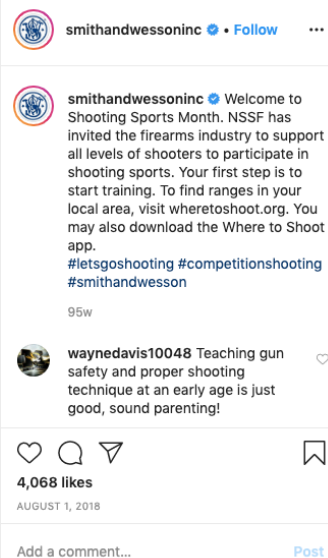 smithandwessoninc • Follow
smithandwessoninc Welcome to
Shooting Sports Month. NSSF has
invited the firearms industry to support
all levels of shooters to participate in
shooting sports. Your first step is to
start training. To find ranges in your
local area, visit wheretoshoot.org. You
may also download the Where to Shoot
app.
#letsgoshooting #competitionshooting
#smithandwesson
95w
waynedavis10048 Teaching gun
safety and proper shooting
technique at an early age is just
good, sound parenting!
4,068 likes
AUGUST 1, 2018
Add a comment... Post